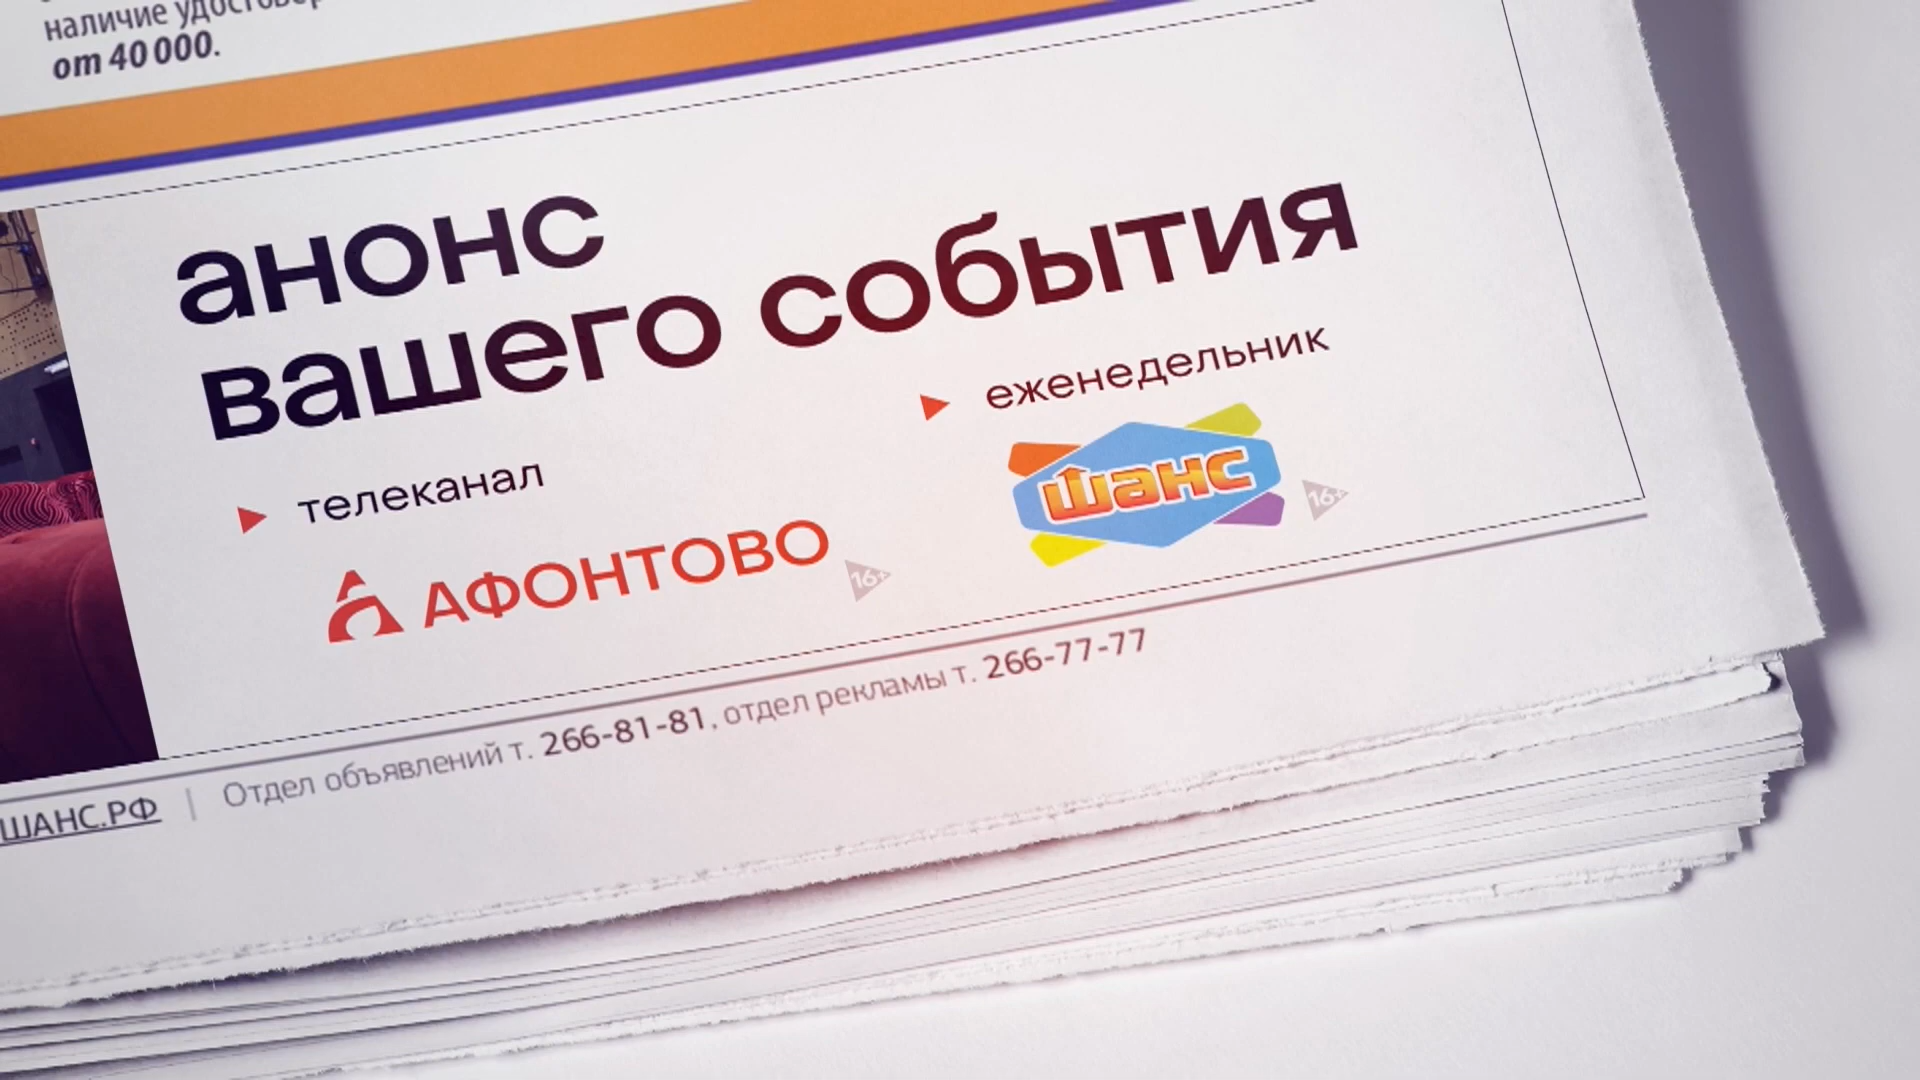 наличие
от 40 000.
анонс
вашего события
телеканал
АФОНТОВО
16+
еженедельник
шанс
16+
ШАНС.РФ | Отдел объявлений т. 266-81-81, отдел рекламы т. 266-77-77